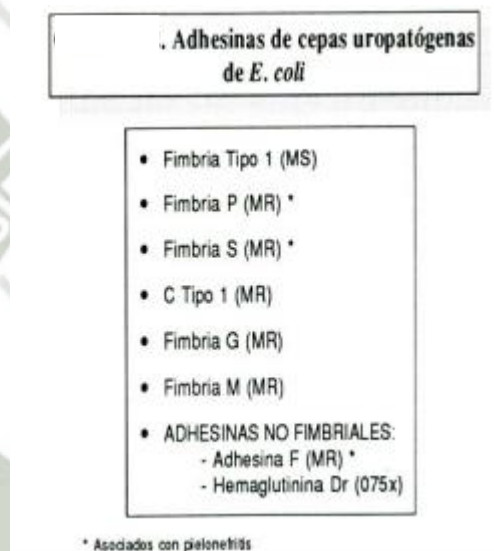 . Adhesinas de cepas uropatógenas
de E. coli
• Fimbria Tipo 1 (MS)
• Fimbria P (MR) *
• Fimbria S (MR) *
• C Tipo 1 (MR)
• Fimbria G (MR)
• Fimbria M (MR)
• ADHESINAS NO FIMBRIALES:
- Adhesina F (MR) *
- Hemaglutinina Dr (075x)
* Asociados con pielonefritis